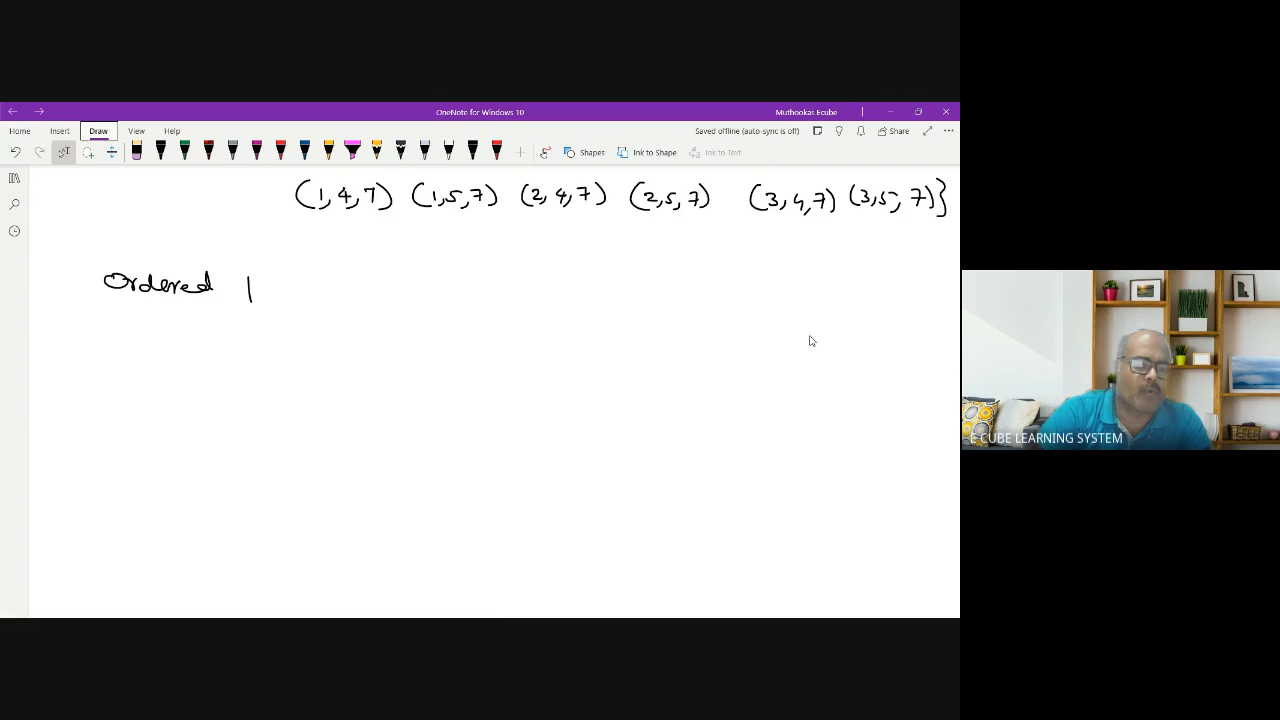 OneNote for Windows 10
Muthookas Ecube
Home Insert Draw View Help
Saved offline (auto-sync is off) Share
Shapes Ink to Shape Ink to Text
(1, 4, 7) (1, 5, 7) (2, 4, 7) (2, 5, 7) (3, 4, 7) (3, 5, 7)}
Ordered
E CUBE LEARNING SYSTEM